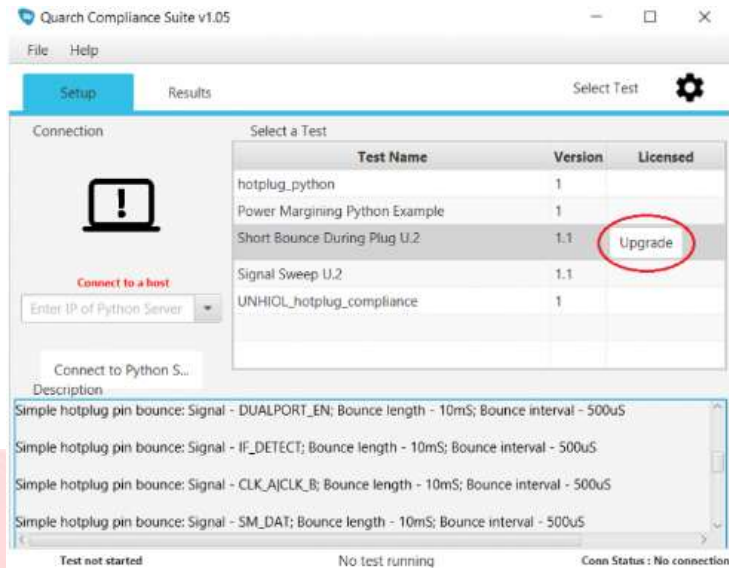 Quarch Compliance Suite v1.05
File Help
Setup Results Select Test
Connection Select a Test
Test Name Version Licensed
hotplug_python 1
Power Margining Python Example 1
Short Bounce During Plug U.2 1.1 Upgrade
Signal Sweep U.2 1.1
Connect to a host
UNHIOL_hotplug_compliance 1
Enter IP of Python Server
Connect to Python S...
Description
Simple hotplug pin bounce: Signal - DUALPORT_EN; Bounce length - 10mS; Bounce interval - 500uS
Simple hotplug pin bounce: Signal - IF_DETECT; Bounce length - 10mS; Bounce interval - 500uS
Simple hotplug pin bounce: Signal - CLK_A|CLK_B; Bounce length - 10mS; Bounce interval - 500uS
Simple hotplug pin bounce: Signal - SM_DAT; Bounce length - 10mS; Bounce interval - 500uS
Test not started No test running Conn Status : No connection